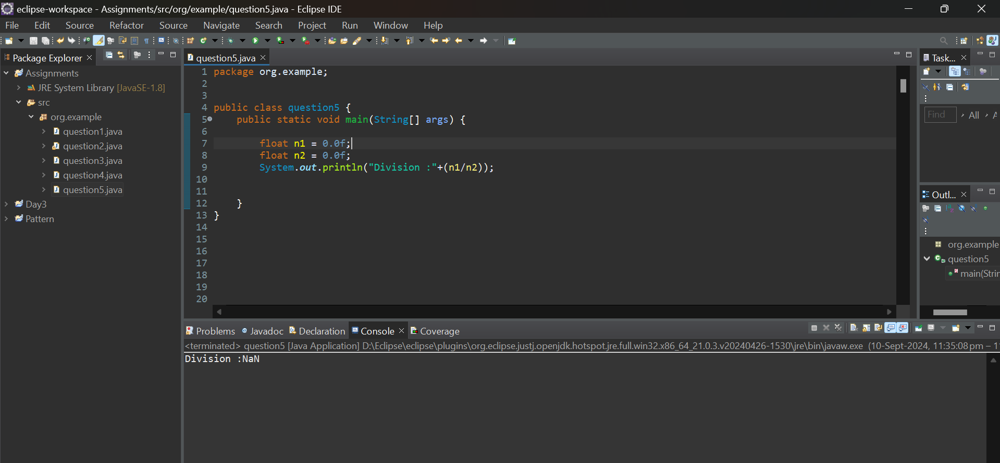 eclipse-workspace - Assignments/src/org/example/question5.java - Eclipse IDE
File Edit Source Refactor Source Navigate Search Project Run Window Help
Package Explorer
Assignments
JRE System Library [JavaSE-1.8]
src
org.example
question1.java
question2.java
question3.java
question4.java
question5.java
Day3
Pattern
question5.java
1 package org.example;
2
3
4 public class question5 {
5 public static void main(String[] args) {
6
7 float n1 = 0.0f;
8 float n2 = 0.0f;
9 System.out.println("Division :"+(n1/n2));
10
11
12 }
13 }
14
15
16
17
18
19
20
Task...
Find All A
Outl...
org.example
question5
main(Strin
Problems Javadoc Declaration Console Coverage
<terminated> question5 [Java Application] D:\Eclipse\eclipse\plugins\org.eclipse.justj.openjdk.hotspot.jre.full.win32.x86_64_21.0.3.v20240426-1530\jre\bin\javaw.exe (10-Sept-2024, 11:35:08 pm – 1
Division :NaN